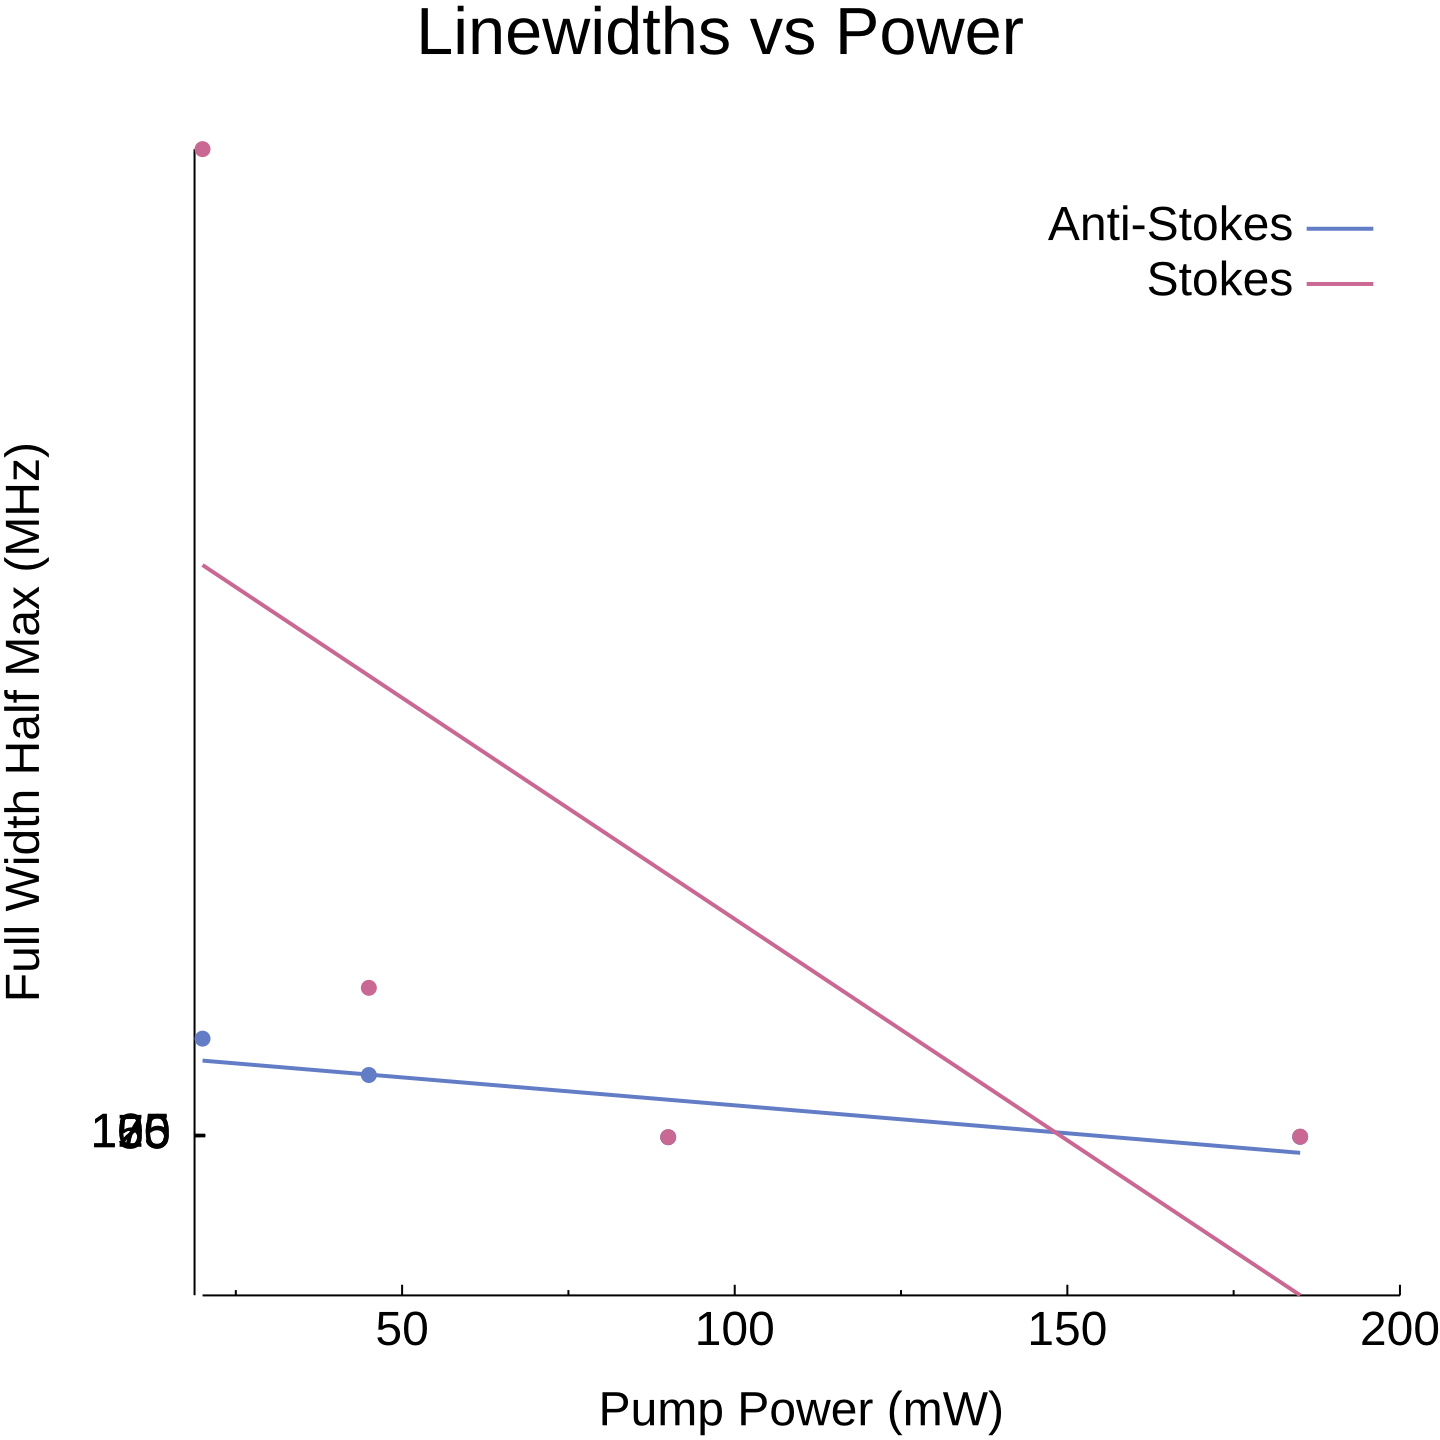 Linewidths vs Power
Anti-Stokes
Stokes
Full Width Half Max (MHz)
50
100
150
200
Pump Power (mW)